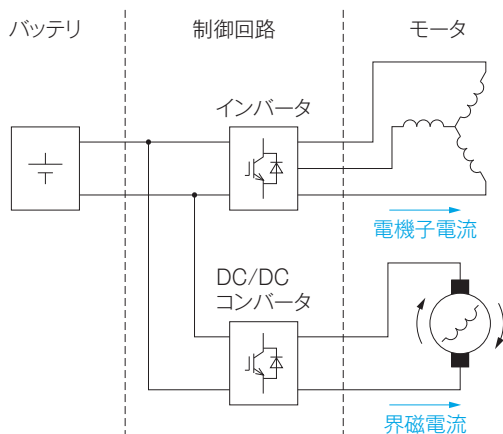 バッテリ
制御回路
モータ
インバータ
電機子電流
DC/DC
コンバータ
界磁電流